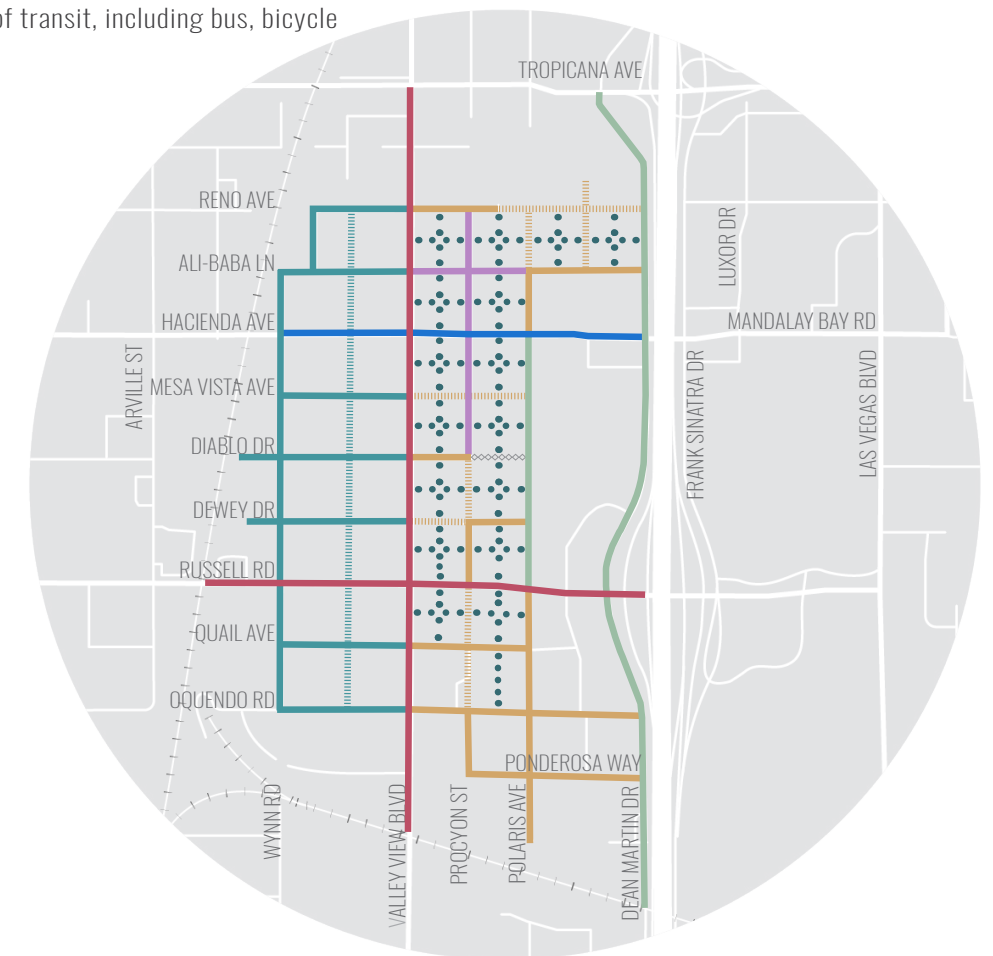 of transit, including bus, bicycle
TROPICANA AVE
RENO AVE
LUXOR DR
ALI-BABA LN
HACIENDA AVE
MANDALAY BAY RD
ARVILLE ST
MESA VISTA AVE
FRANK SINATRA DR
LAS VEGAS BLVD
DIABLO DR
DEWEY DR
RUSSELL RD
QUAIL AVE
OQUENDO RD
PONDEROSA WAY
WYNN RD
VALLEY VIEW BLVD
PROCYON ST
POLARIS AVE
DEAN MARTIN DR